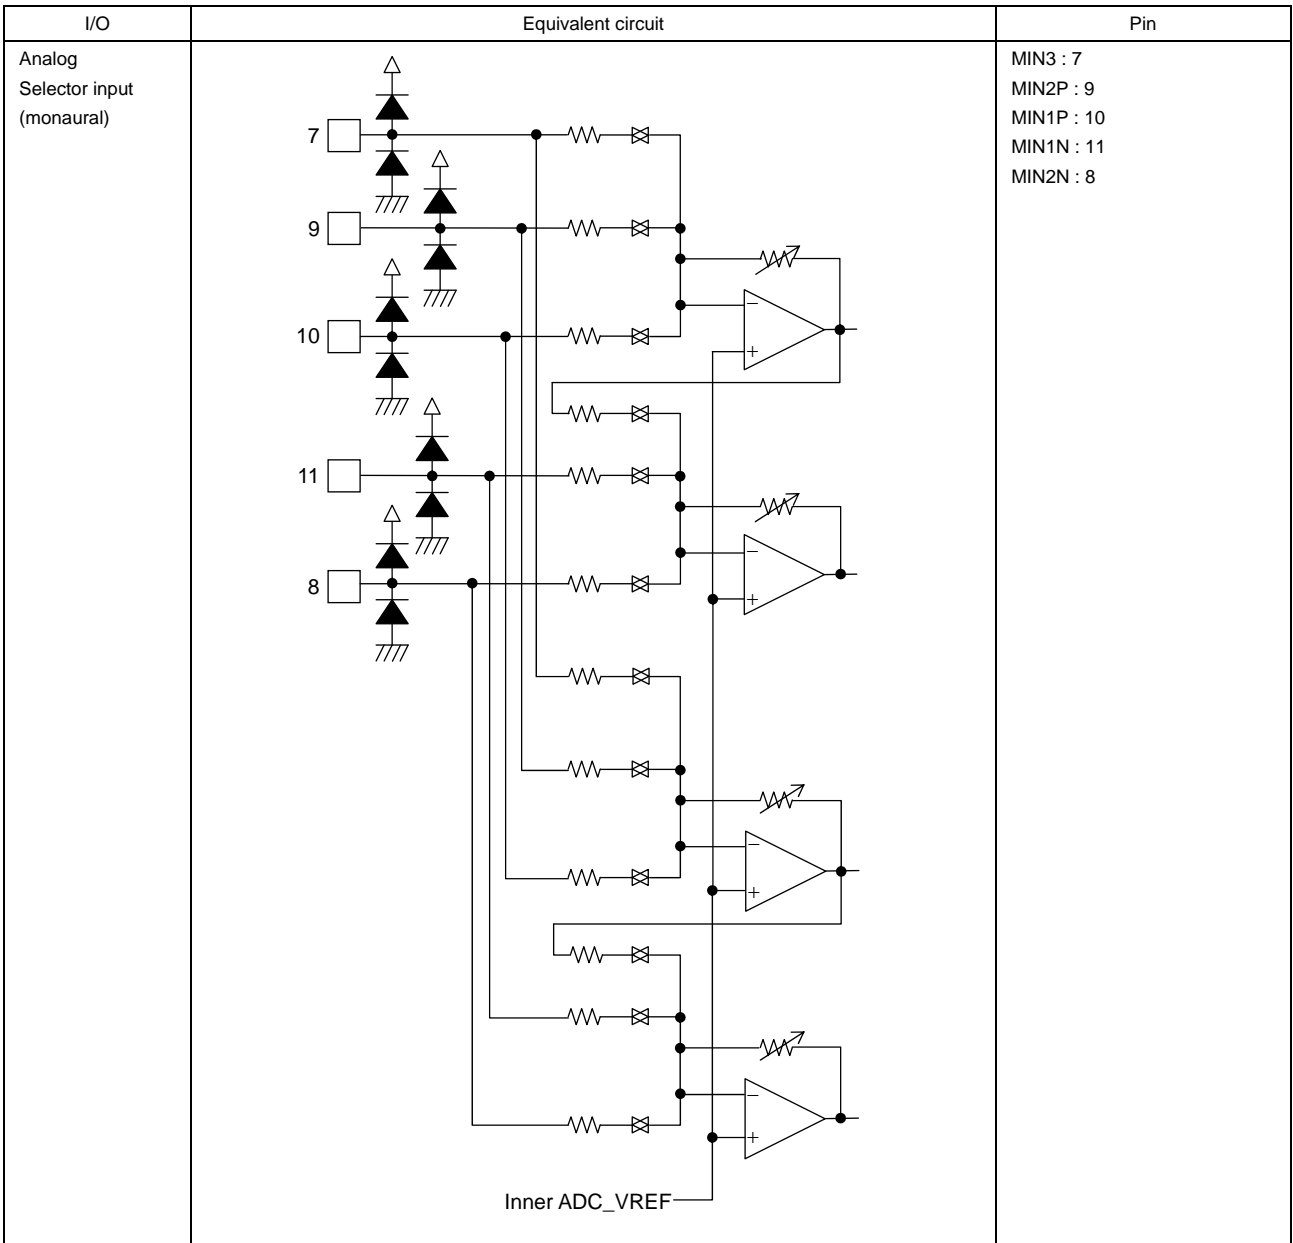 I/O
Equivalent circuit
Pin
Analog
Selector input
(monaural)
MIN3 : 7
MIN2P : 9
MIN1P : 10
MIN1N : 11
MIN2N : 8
7
9
10
11
8
−
+
−
+
−
+
−
+
Inner ADC_VREF